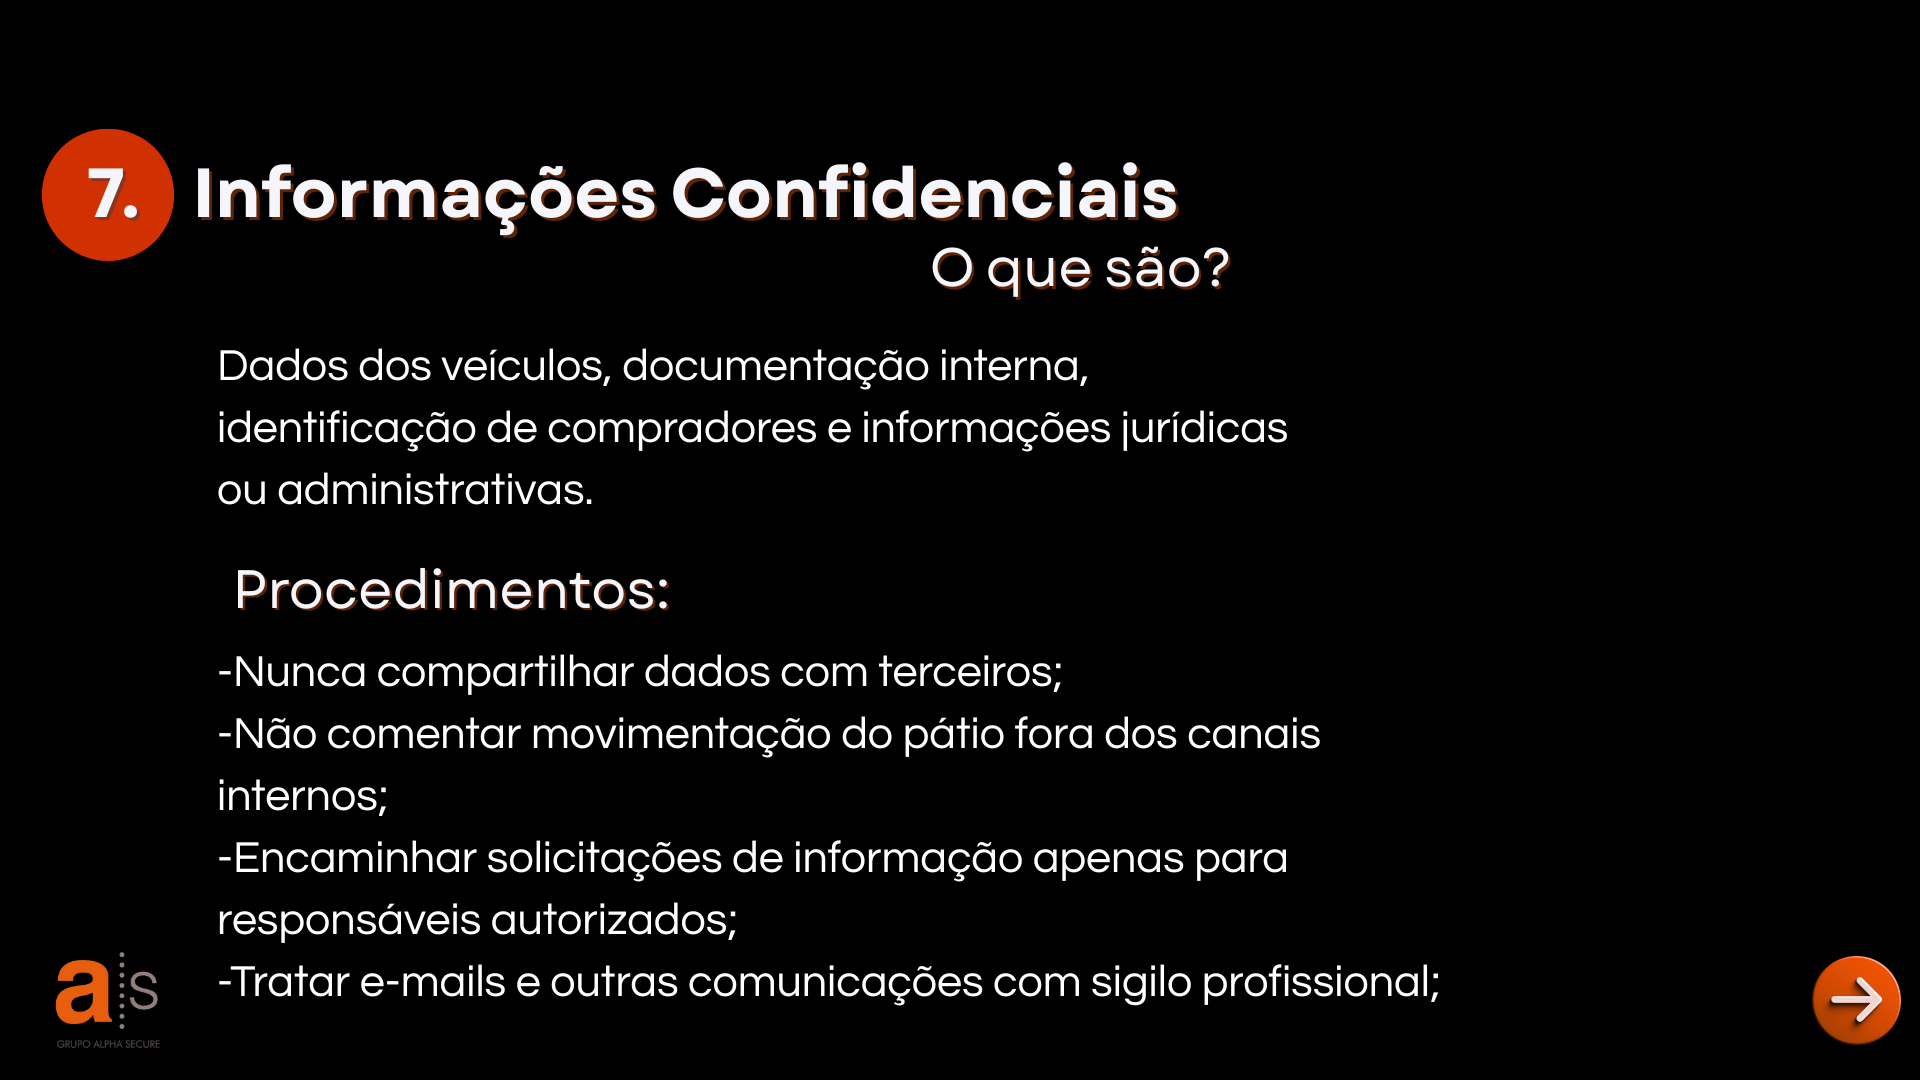 7. Informações Confidenciais
O que são?
Dados dos veículos, documentação interna,
identificação de compradores e informações jurídicas
ou administrativas.
Procedimentos:
-Nunca compartilhar dados com terceiros;
-Não comentar movimentação do pátio fora dos canais
internos;
-Encaminhar solicitações de informação apenas para
responsáveis autorizados;
-Tratar e-mails e outras comunicações com sigilo profissional;
a s
GRUPO ALPHA SECURE